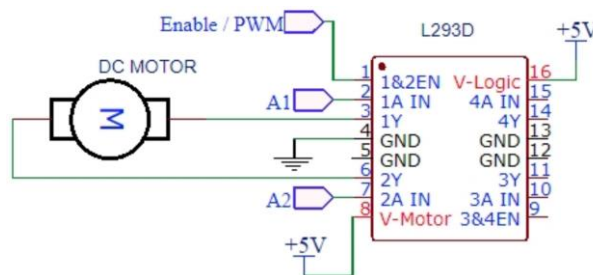 Enable / PWM
L293D
+5V
DC MOTOR
M
A1
A2
+5V
1 1&2EN V-Logic 16
2 1A IN 4A IN 15
3 1Y 4Y 14
4 GND GND 13
5 GND GND 12
6 2Y 3Y 11
7 2A IN 3A IN 10
8 V-Motor 3&4EN 9